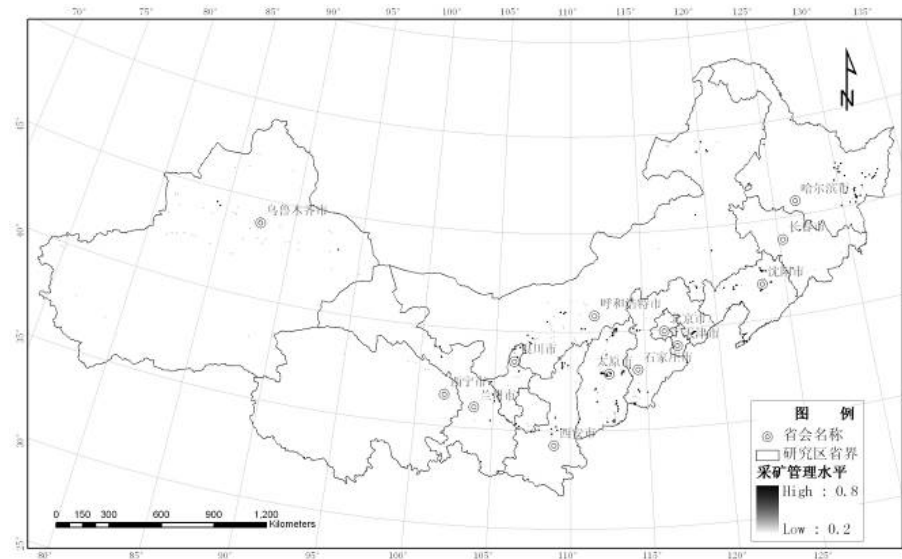 70° 75° 80° 85° 90° 95° 100° 105° 110° 115° 120° 130° 135°
45°
40°
35°
30°
25°
N
哈尔滨市
长春市
沈阳市
乌鲁木齐市
呼和浩特市
北京市
天津市
石家庄市
太原市
银川市
西宁市
兰州市
西安市
图 例
省会名称
研究区省界
采矿管理水平
High : 0.8
Low : 0.2
0 150 300 600 900 1,200
Kilometers
80° 85° 90° 95° 100° 105° 110° 115° 120° 125°